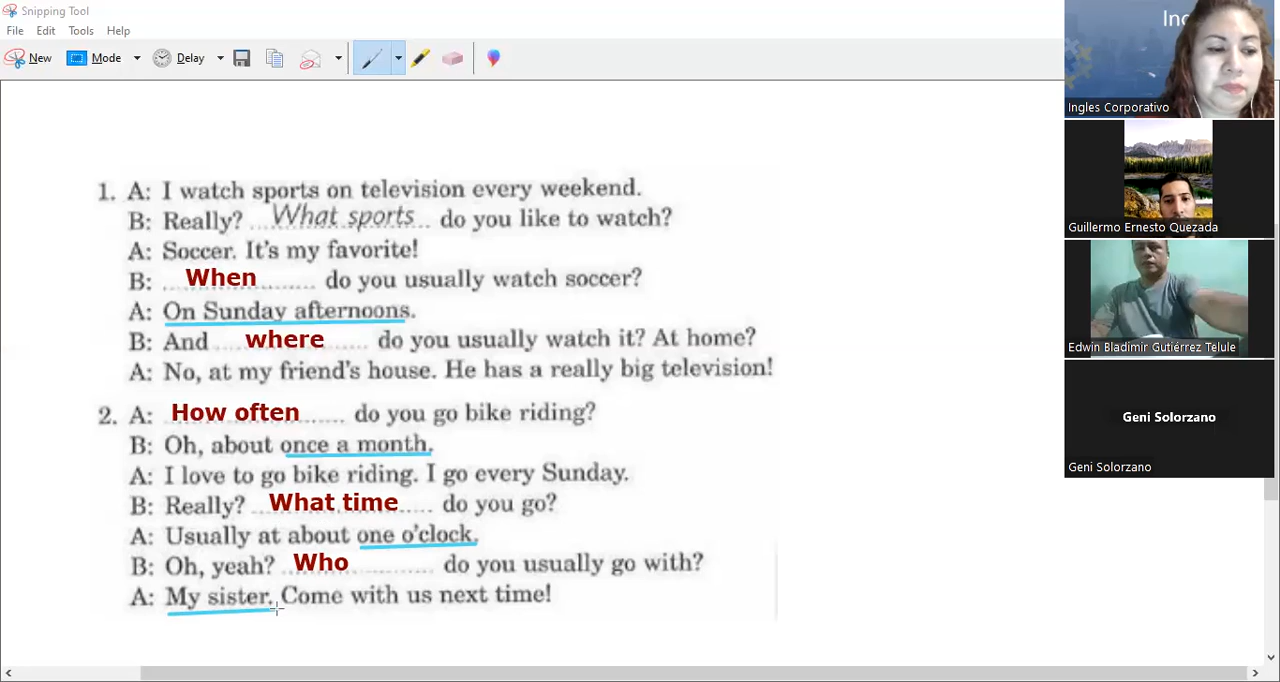 Snipping Tool
File Edit Tools Help
New Mode Delay
1. A: I watch sports on television every weekend.
B: Really? What sports do you like to watch?
A: Soccer. It's my favorite!
B: When do you usually watch soccer?
A: On Sunday afternoons.
B: And where do you usually watch it? At home?
A: No, at my friend's house. He has a really big television!
2. A: How often do you go bike riding?
B: Oh, about once a month.
A: I love to go bike riding. I go every Sunday.
B: Really? What time do you go?
A: Usually at about one o'clock.
B: Oh, yeah? Who do you usually go with?
A: My sister. Come with us next time!
Ingles Corporativo
Guillermo Ernesto Quezada
Edwin Bladimir Gutiérrez Telule
Geni Solorzano
Geni Solorzano